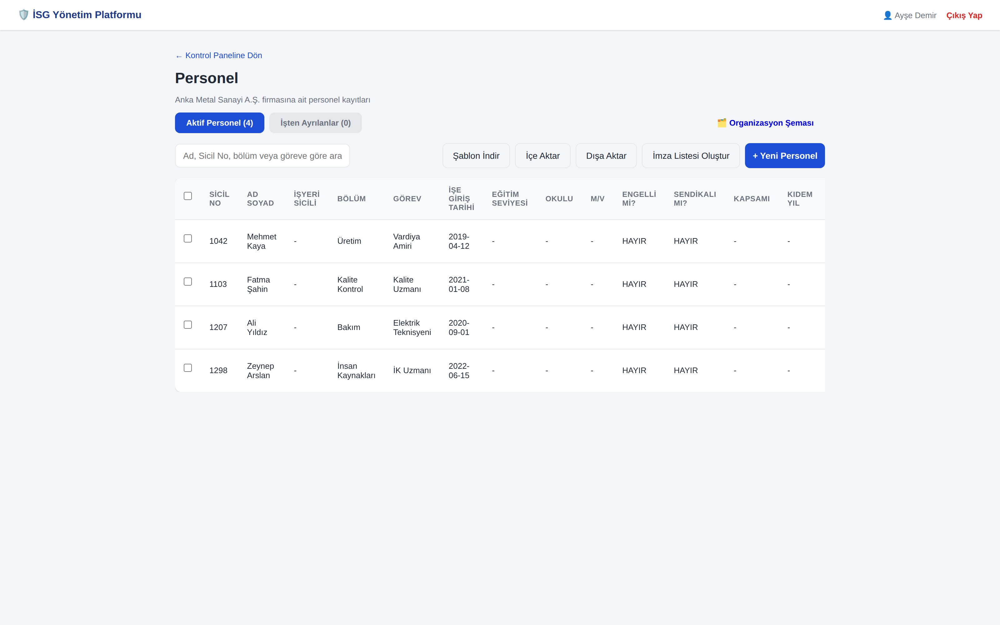 İSG Yönetim Platformu
Ayşe Demir Çıkış Yap
← Kontrol Paneline Dön
Personel
Anka Metal Sanayi A.Ş. firmasına ait personel kayıtları
Aktif Personel (4) İşten Ayrılanlar (0) Organizasyon Şeması
Ad, Sicil No, bölüm veya göreve göre ara Şablon İndir İçe Aktar Dışa Aktar İmza Listesi Oluştur + Yeni Personel
SİCİL NO AD SOYAD İŞYERİ SİCİLİ BÖLÜM GÖREV İŞE GİRİŞ TARİHİ EĞİTİM SEVİYESİ OKULU M/V ENGELLİ Mİ? SENDİKALI MI? KAPSAMI KIDEM YIL
1042 Mehmet Kaya - Üretim Vardiya Amiri 2019-04-12 - - - HAYIR HAYIR - -
1103 Fatma Şahin - Kalite Kontrol Kalite Uzmanı 2021-01-08 - - - HAYIR HAYIR - -
1207 Ali Yıldız - Bakım Elektrik Teknisyeni 2020-09-01 - - - HAYIR HAYIR - -
1298 Zeynep Arslan - İnsan Kaynakları İK Uzmanı 2022-06-15 - - - HAYIR HAYIR - -